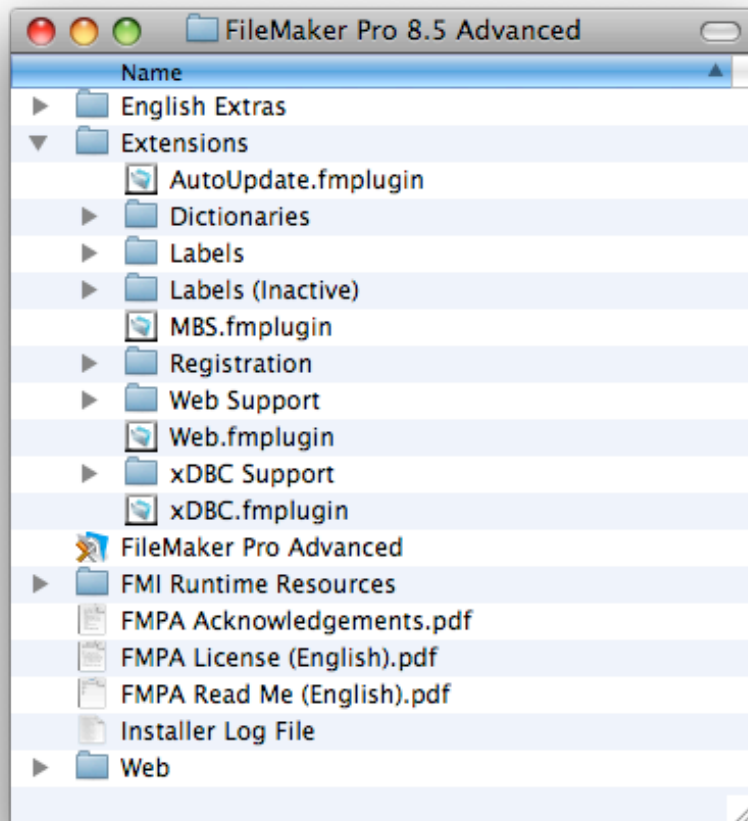 FileMaker Pro 8.5 Advanced
Name
English Extras
Extensions
AutoUpdate.fmplugin
Dictionaries
Labels
Labels (Inactive)
MBS.fmplugin
Registration
Web Support
Web.fmplugin
xDBC Support
xDBC.fmplugin
FileMaker Pro Advanced
FMI Runtime Resources
FMPA Acknowledgements.pdf
FMPA License (English).pdf
FMPA Read Me (English).pdf
Installer Log File
Web